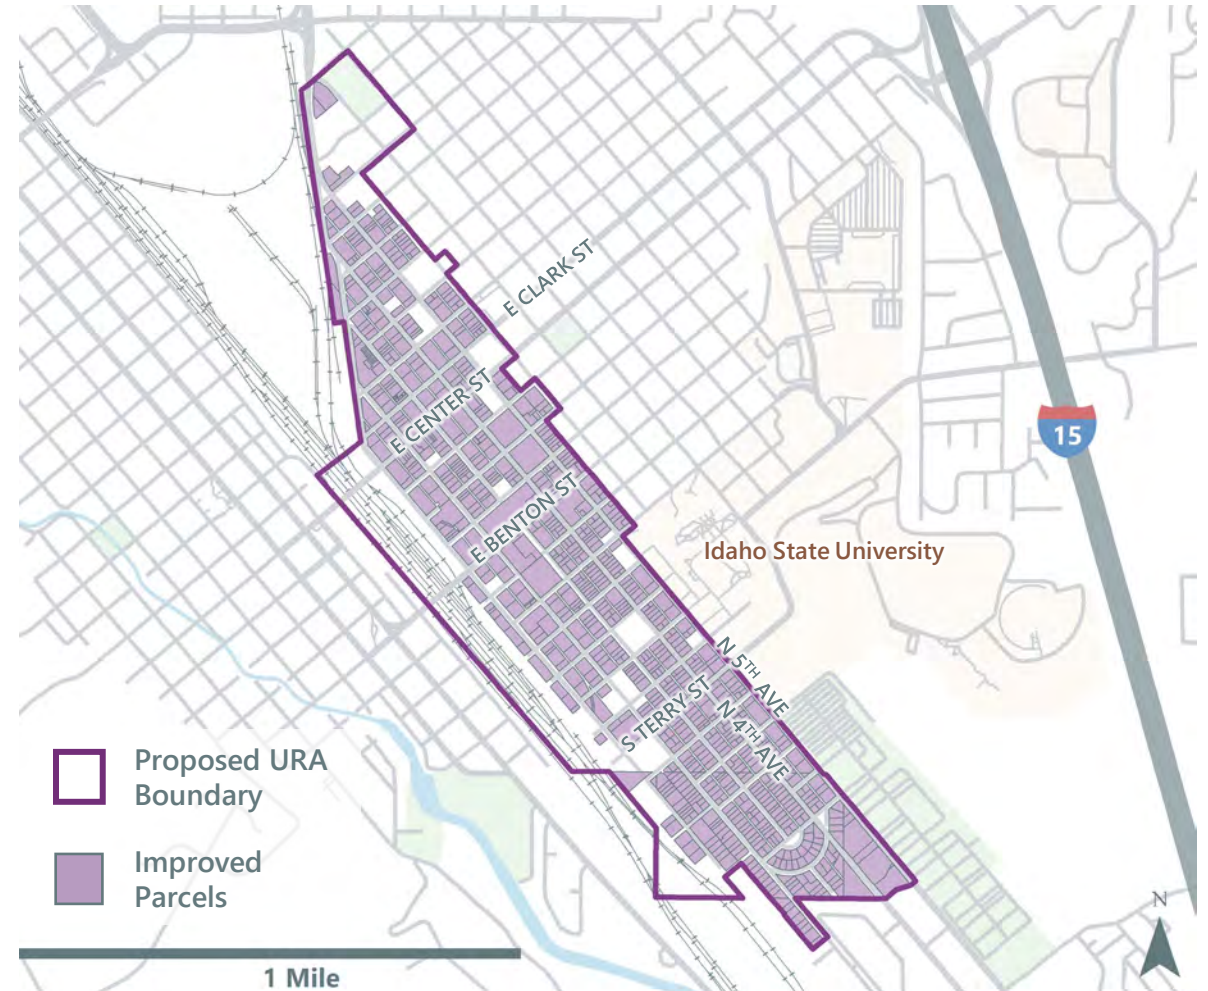 E CLARK ST
E CENTER ST
15
E BENTON ST
Idaho State University
N 5TH AVE
S TERRY ST
N 4TH AVE
Proposed URA
Boundary
Improved
Parcels
N
1 Mile